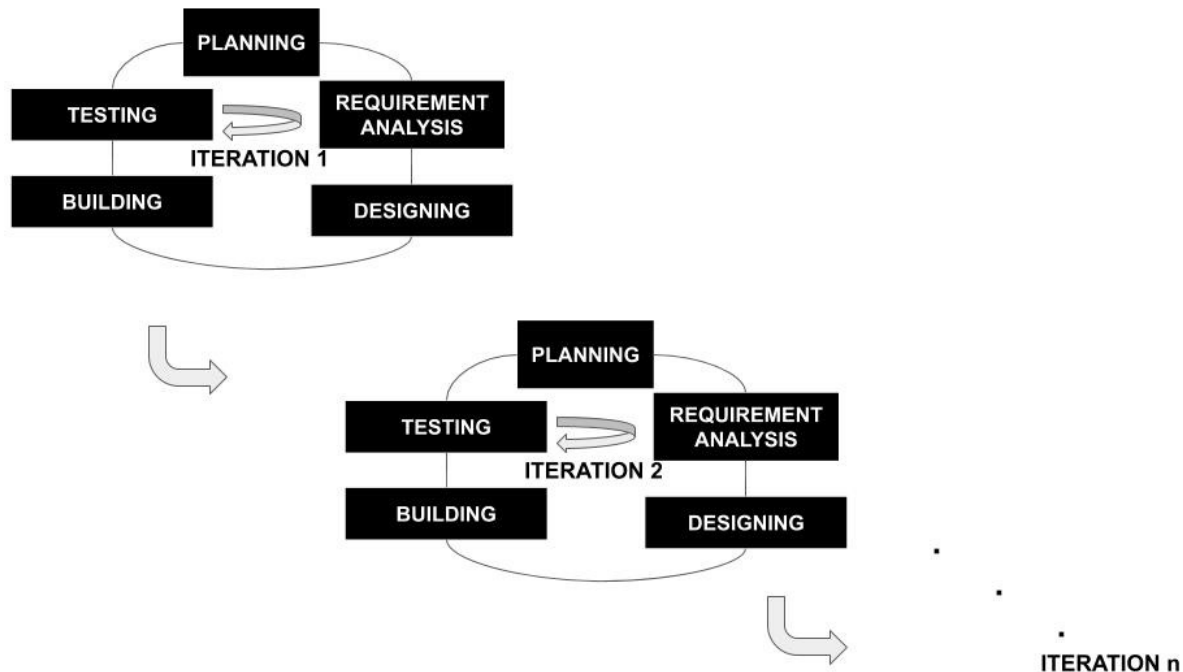 PLANNING
TESTING
REQUIREMENT
ANALYSIS
ITERATION 1
BUILDING
DESIGNING
PLANNING
TESTING
REQUIREMENT
ANALYSIS
ITERATION 2
BUILDING
DESIGNING
ITERATION n